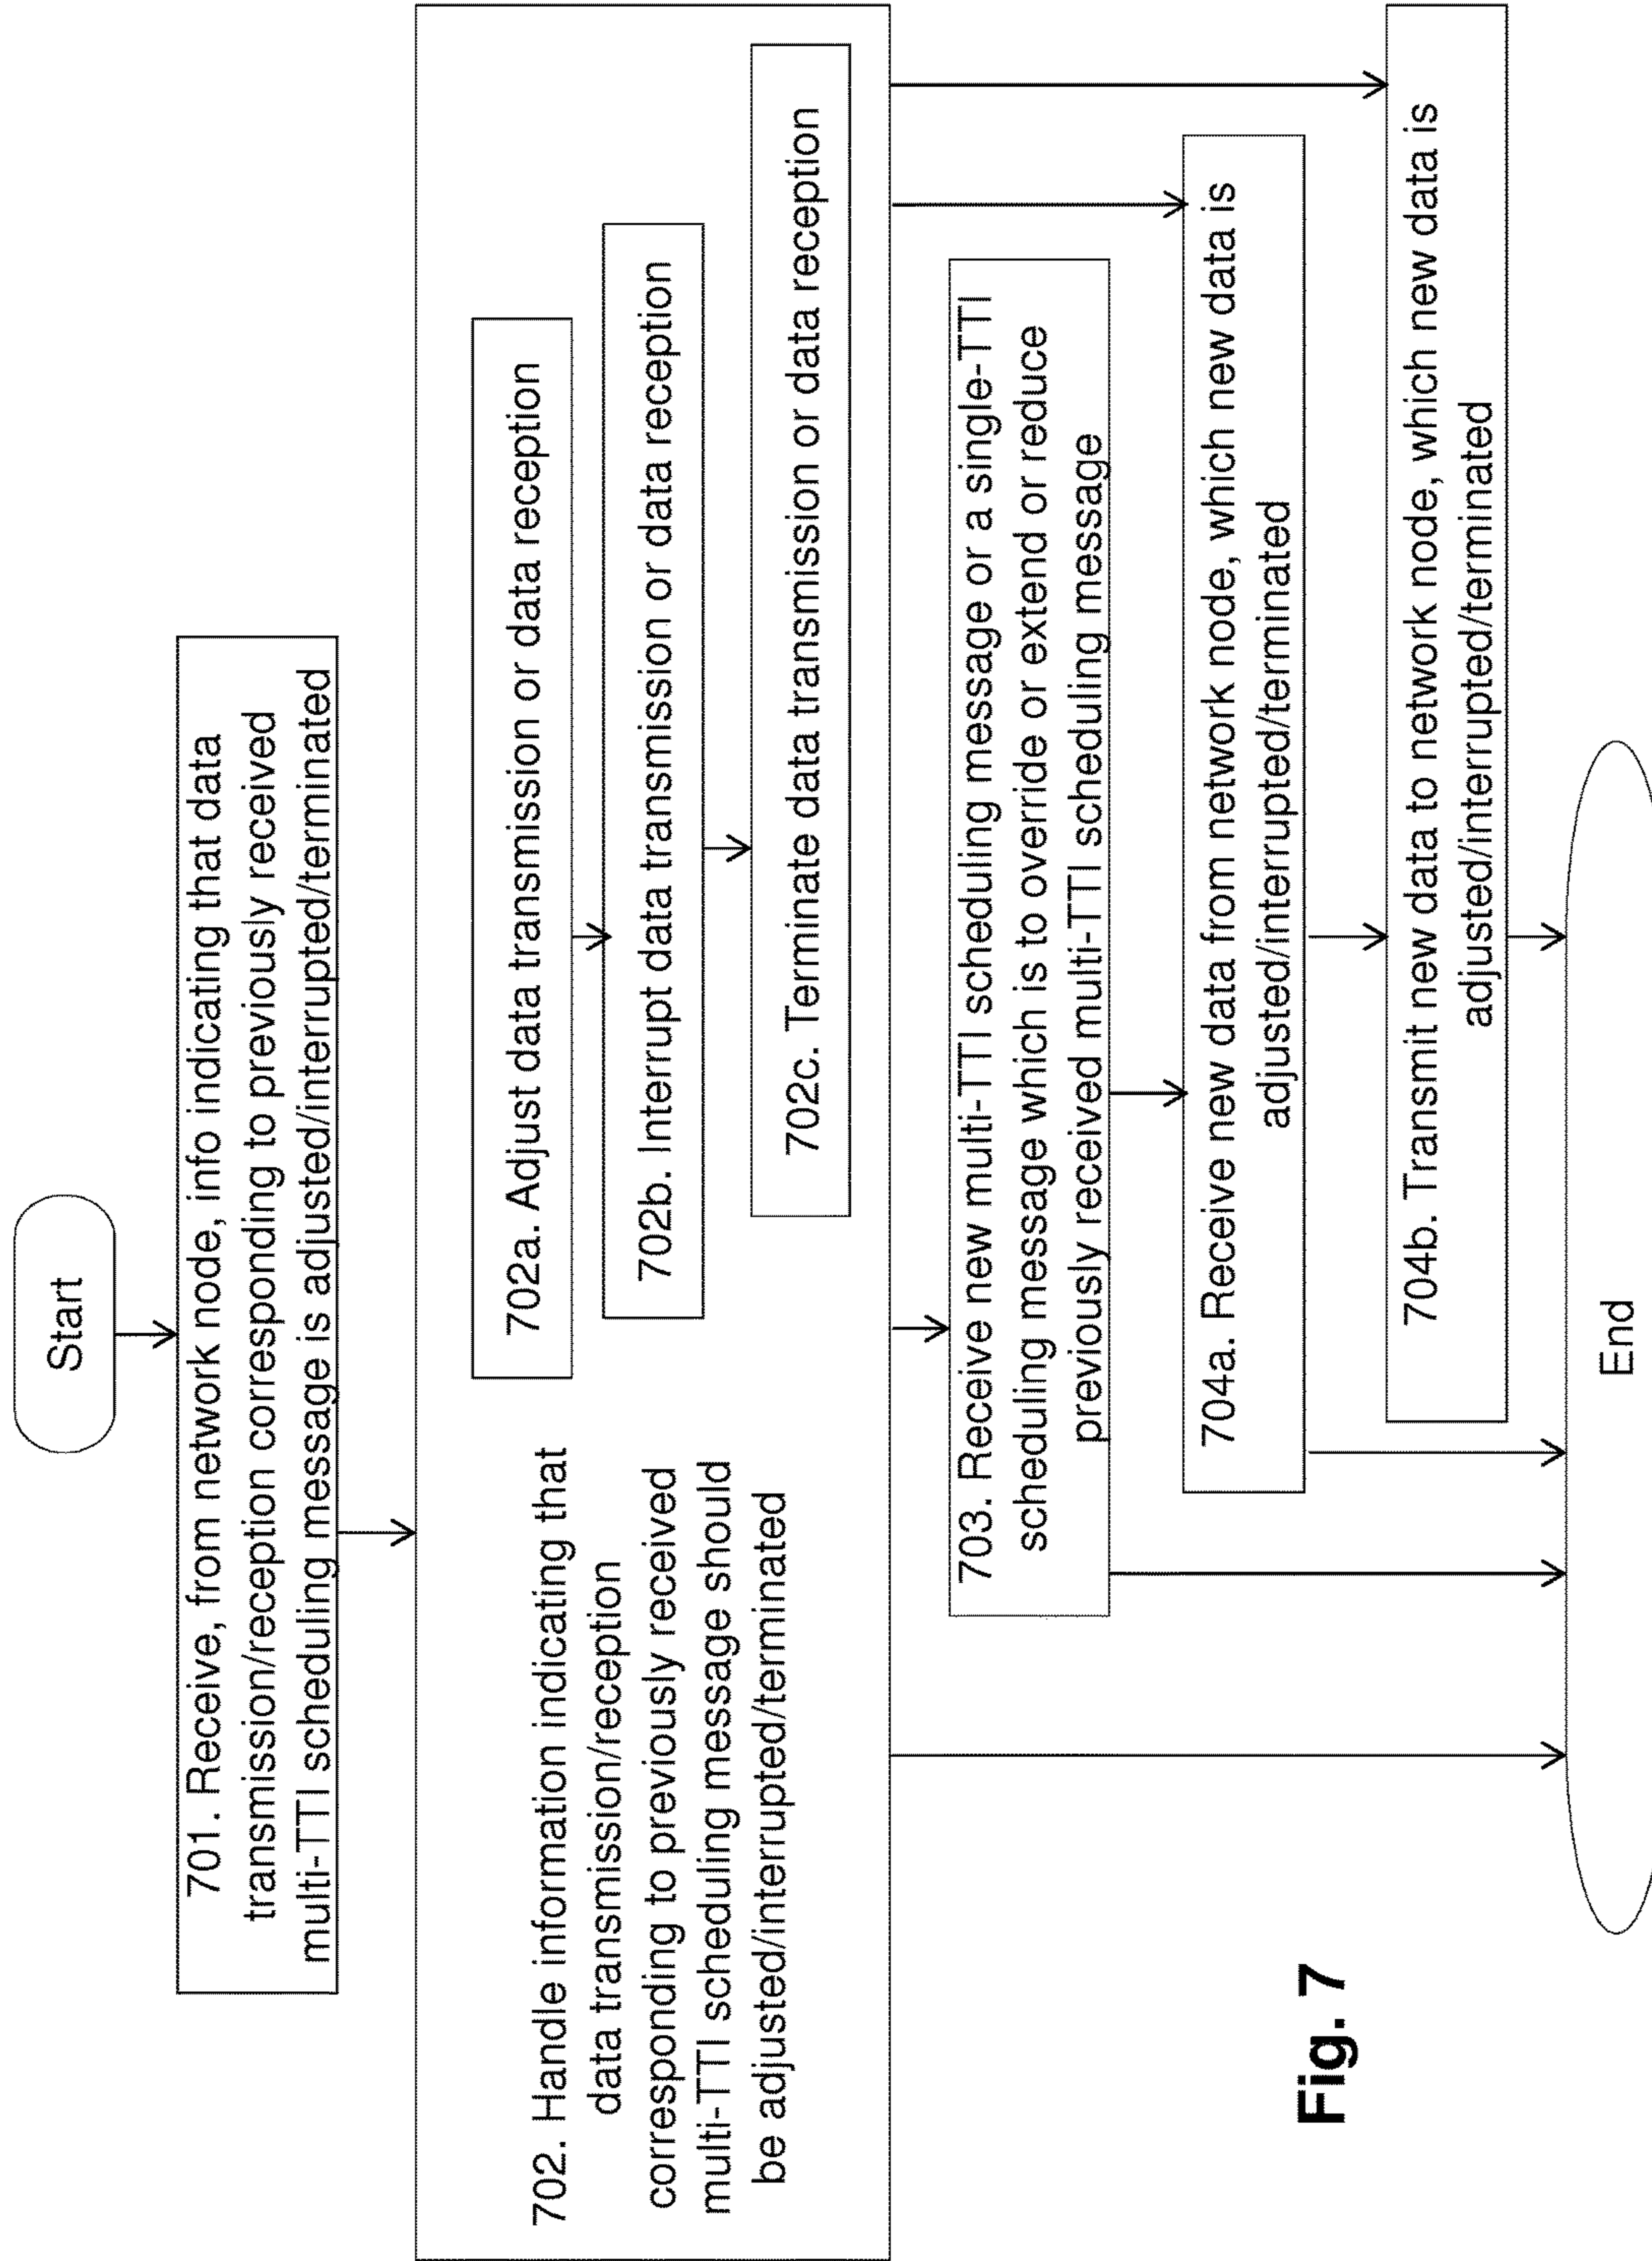 Start
701. Receive, from network node, info indicating that data
transmission/reception corresponding to previously received
multi-TTI scheduling message is adjusted/interrupted/terminated
702. Handle information indicating that
data transmission/reception
corresponding to previously received
multi-TTI scheduling message should
be adjusted/interrupted/terminated
702a. Adjust data transmission or data reception
702b. Interrupt data transmission or data reception
702c. Terminate data transmission or data reception
703. Receive new multi-TTI scheduling message or a single-TTI
scheduling message which is to override or extend or reduce
previously received multi-TTI scheduling message
704a. Receive new data from network node, which new data is
adjusted/interrupted/terminated
704b. Transmit new data to network node, which new data is
adjusted/interrupted/terminated
End
Fig. 7